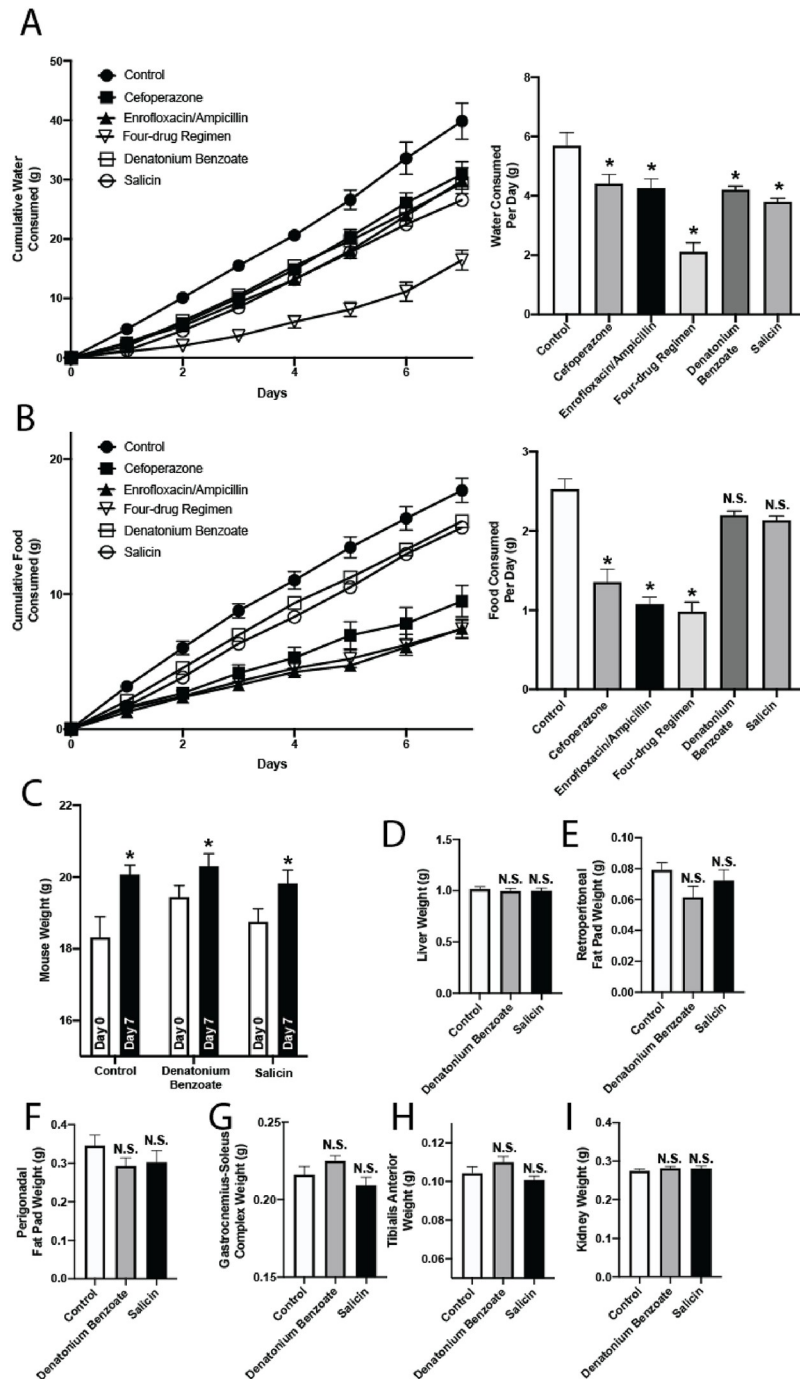 A
Cumulative Water
Consumed (g)
50
40
30
20
10
0
Control
Cefoperazone
Enrofloxacin/Ampicillin
Four-drug Regimen
Denatonium Benzoate
Salicin
0
2
4
6
Days
Water Consumed
Per Day (g)
8
6
4
2
0
*
*
*
*
*
Control
Cefoperazone
Enrofloxacin/Ampicillin
Four-drug Regimen
Denatonium
Benzoate
Salicin
B
Cumulative Food
Consumed (g)
20
10
0
Control
Cefoperazone
Enrofloxacin/Ampicillin
Four-drug Regimen
Denatonium Benzoate
Salicin
0
2
4
6
Days
Food Consumed
Per Day (g)
3
2
1
0
*
*
*
N.S.
N.S.
Control
Cefoperazone
Enrofloxacin/Ampicillin
Four-drug Regimen
Denatonium
Benzoate
Salicin
C
Mouse Weight (g)
22
20
18
16
*
*
*
Day 0
Day 7
Day 0
Day 7
Day 0
Day 7
Control
Denatonium
Benzoate
Salicin
D
Liver Weight (g)
1.5
1.0
0.5
0.0
N.S.
N.S.
Control
Denatonium Benzoate
Salicin
E
Retroperitoneal
Fat Pad Weight (g)
0.10
0.08
0.06
0.04
0.02
0.00
N.S.
N.S.
Control
Denatonium Benzoate
Salicin
F
Perigonadal
Fat Pad Weight (g)
0.4
0.3
0.2
0.1
0.0
N.S.
N.S.
Control
Denatonium Benzoate
Salicin
G
Gastrocnemius-Soleus
Complex Weight (g)
0.25
0.20
0.15
N.S.
N.S.
Control
Denatonium Benzoate
Salicin
H
Tibialis Anterior
Weight (g)
0.12
0.10
0.08
0.06
N.S.
N.S.
Control
Denatonium Benzoate
Salicin
I
Kidney Weight (g)
0.4
0.3
0.2
0.1
0.0
N.S.
N.S.
Control
Denatonium Benzoate
Salicin